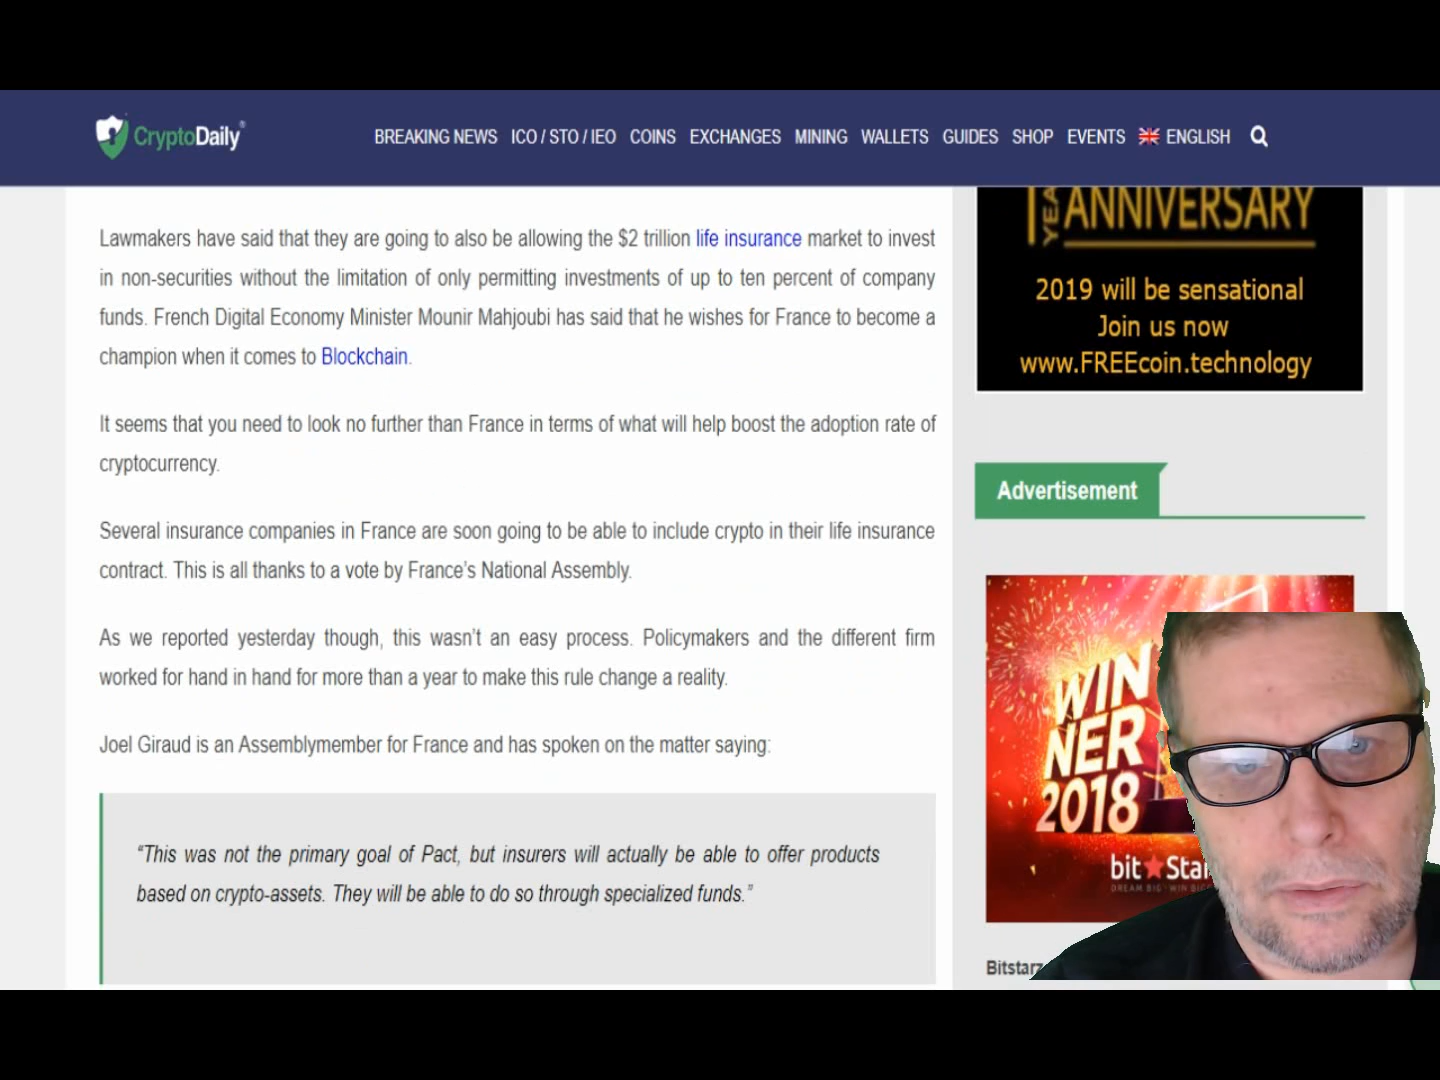 CryptoDaily®
BREAKING NEWS ICO / STO / IEO COINS EXCHANGES MINING WALLETS GUIDES SHOP EVENTS ENGLISH
Lawmakers have said that they are going to also be allowing the $2 trillion life insurance market to invest
in non-securities without the limitation of only permitting investments of up to ten percent of company
funds. French Digital Economy Minister Mounir Mahjoubi has said that he wishes for France to become a
champion when it comes to Blockchain.
It seems that you need to look no further than France in terms of what will help boost the adoption rate of
cryptocurrency.
Several insurance companies in France are soon going to be able to include crypto in their life insurance
contract. This is all thanks to a vote by France’s National Assembly.
As we reported yesterday though, this wasn’t an easy process. Policymakers and the different firm
worked for hand in hand for more than a year to make this rule change a reality.
Joel Giraud is an Assemblymember for France and has spoken on the matter saying:
“This was not the primary goal of Pact, but insurers will actually be able to offer products
based on crypto-assets. They will be able to do so through specialized funds.”
ANNIVERSARY
2019 will be sensational
Join us now
www.FREEcoin.technology
Advertisement
WIN
NER
2018
bit
DREAM BIG · WIN